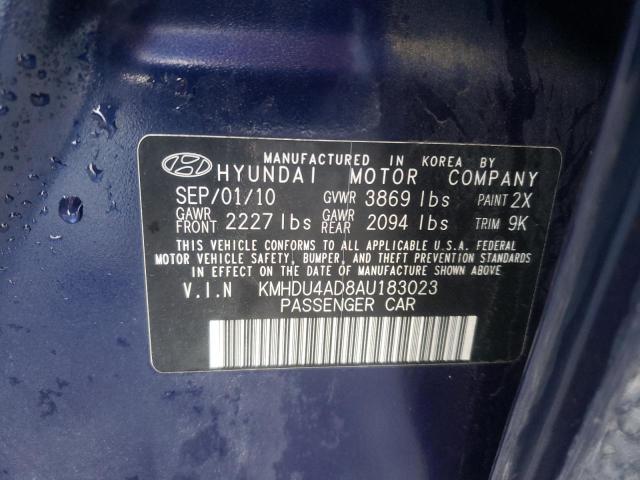 MANUFACTURED IN KOREA BY
HYUNDAI MOTOR COMPANY
SEP/01/10 GVWR 3869 lbs PAINT 2X
GAWR FRONT 2227 lbs GAWR REAR 2094 lbs TRIM 9K
THIS VEHICLE CONFORMS TO ALL APPLICABLE U.S.A. FEDERAL
MOTOR VEHICLE SAFETY, BUMPER, AND THEFT PREVENTION STANDARDS
IN EFFECT ON THE DATE OF MANUFACTURE SHOWN ABOVE.
V.I.N KMHDU4AD8AU183023
PASSENGER CAR